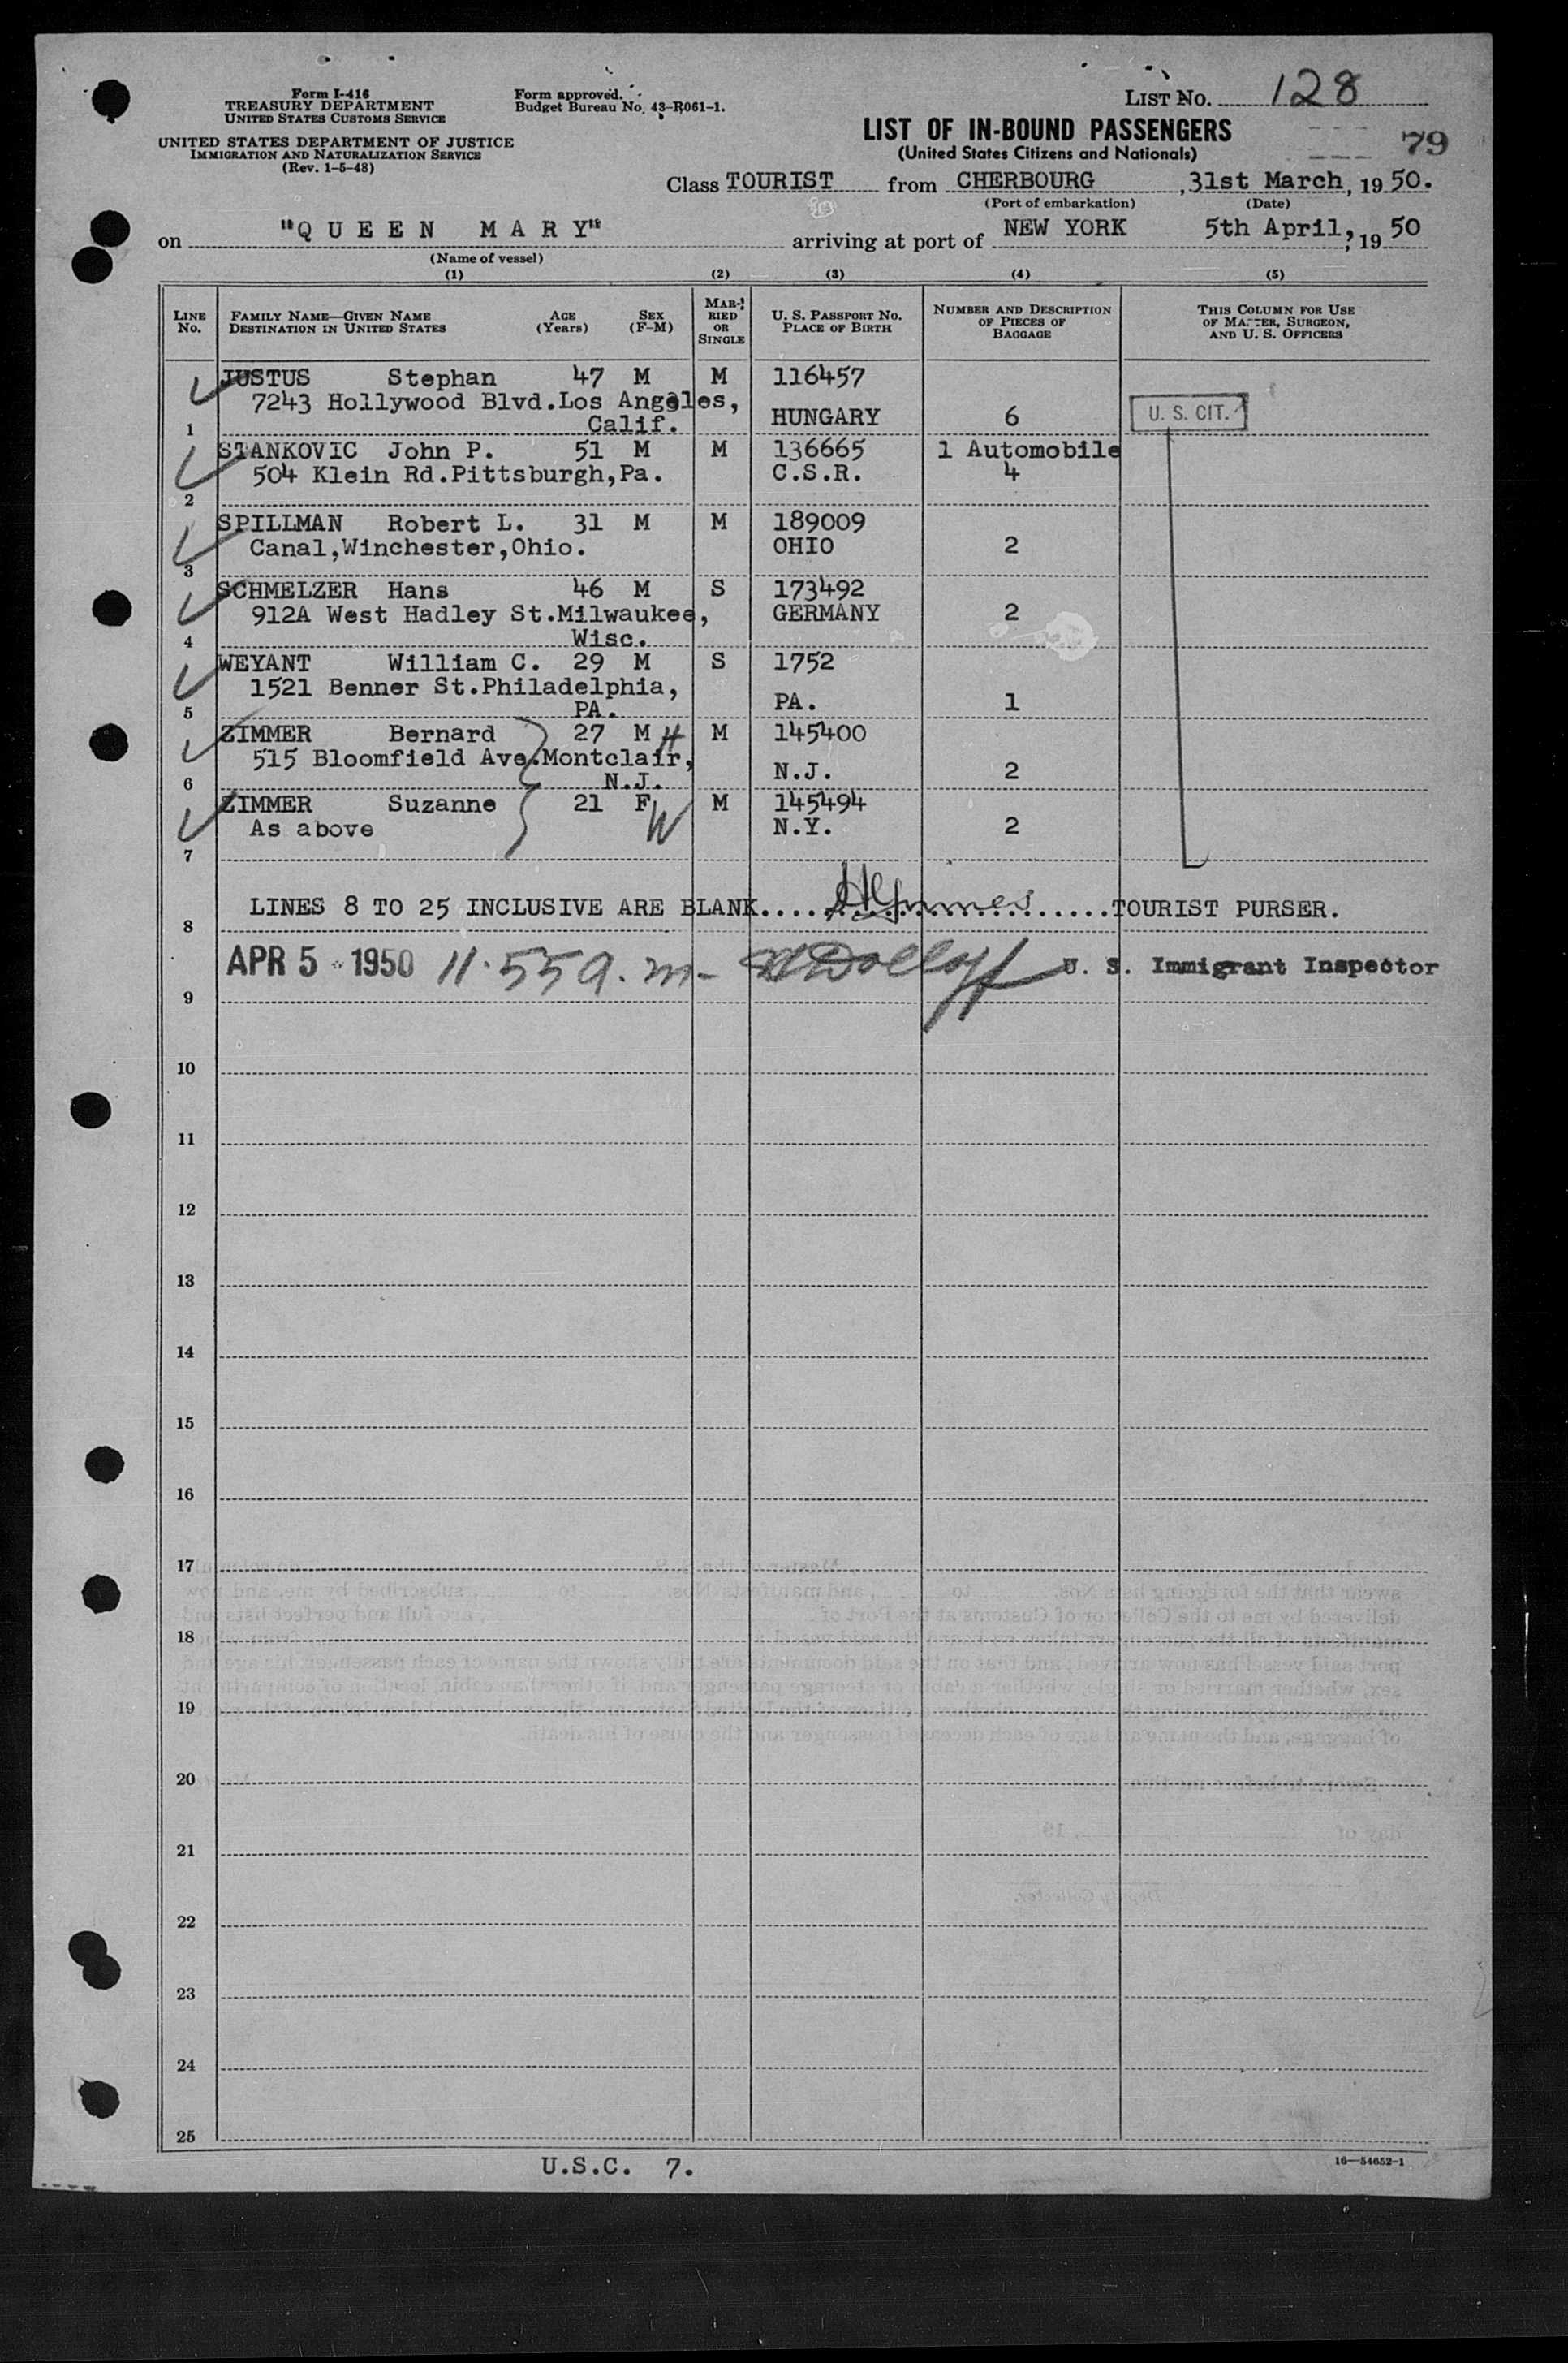 Form I-416
TREASURY DEPARTMENT
UNITED STATES CUSTOMS SERVICE
UNITED STATES DEPARTMENT OF JUSTICE
IMMIGRATION AND NATURALIZATION SERVICE
(Rev. 1-5-48)
Form approved.
Budget Bureau No. 43-R061-1.
LIST NO. 128
LIST OF IN-BOUND PASSENGERS
79
(United States Citizens and Nationals)
Class TOURIST from CHERBOURG, 31st March, 1950.
(Port of embarkation) (Date)
on "QUEEN MARY" arriving at port of NEW YORK 5th April, 1950
(Name of vessel)
(1) (2) (3) (4) (5)
LINE No. FAMILY NAME—GIVEN NAME DESTINATION IN UNITED STATES AGE (Years) SEX (F-M) MARRIED OR SINGLE U. S. PASSPORT NO. PLACE OF BIRTH NUMBER AND DESCRIPTION OF PIECES OF BAGGAGE THIS COLUMN FOR USE OF MASTER, SURGEON, AND U. S. OFFICERS
JUSTUS Stephan 47 M M 116457
7243 Hollywood Blvd.Los Angeles,
1 Calif. HUNGARY 6 U. S. CIT.
STANKOVIC John P. 51 M M 136665 1 Automobile
504 Klein Rd.Pittsburgh,Pa. C.S.R. 4
2
SPILLMAN Robert L. 31 M M 189009
Canal,Winchester,Ohio. OHIO 2
3
SCHMELZER Hans 46 M S 173492
912A West Hadley St.Milwaukee, GERMANY 2
4 Wisc.
WEYANT William C. 29 M S 1752
1521 Benner St.Philadelphia,
5 PA. PA. 1
ZIMMER Bernard 27 M H M 145400
515 Bloomfield Ave.Montclair,
6 N.J. N.J. 2
ZIMMER Suzanne 21 F W M 145494
As above N.Y. 2
7
8 LINES 8 TO 25 INCLUSIVE ARE BLANK. TOURIST PURSER.
9 APR 5 1950 11.55 a.m- U. S. Immigrant Inspector
10
11
12
13
14
15
16
17
18
19
20
21
22
23
24
25
U.S.C. 7.
16—54652-1